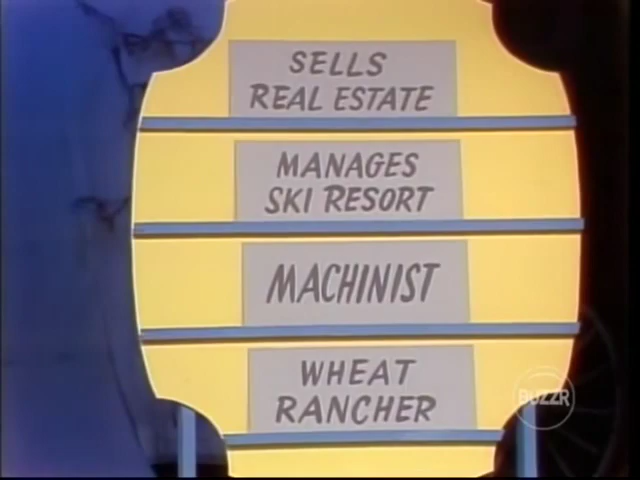 SELLS
REAL ESTATE
MANAGES
SKI RESORT
MACHINIST
WHEAT
RANCHER
BUZZR